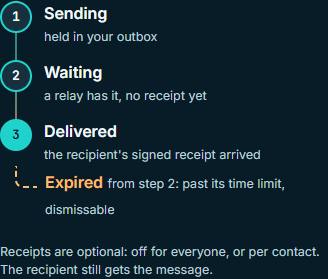 1 Sending
held in your outbox
2 Waiting
a relay has it, no receipt yet
3 Delivered
the recipient's signed receipt arrived
Expired from step 2: past its time limit,
dismissable
Receipts are optional: off for everyone, or per contact.
The recipient still gets the message.